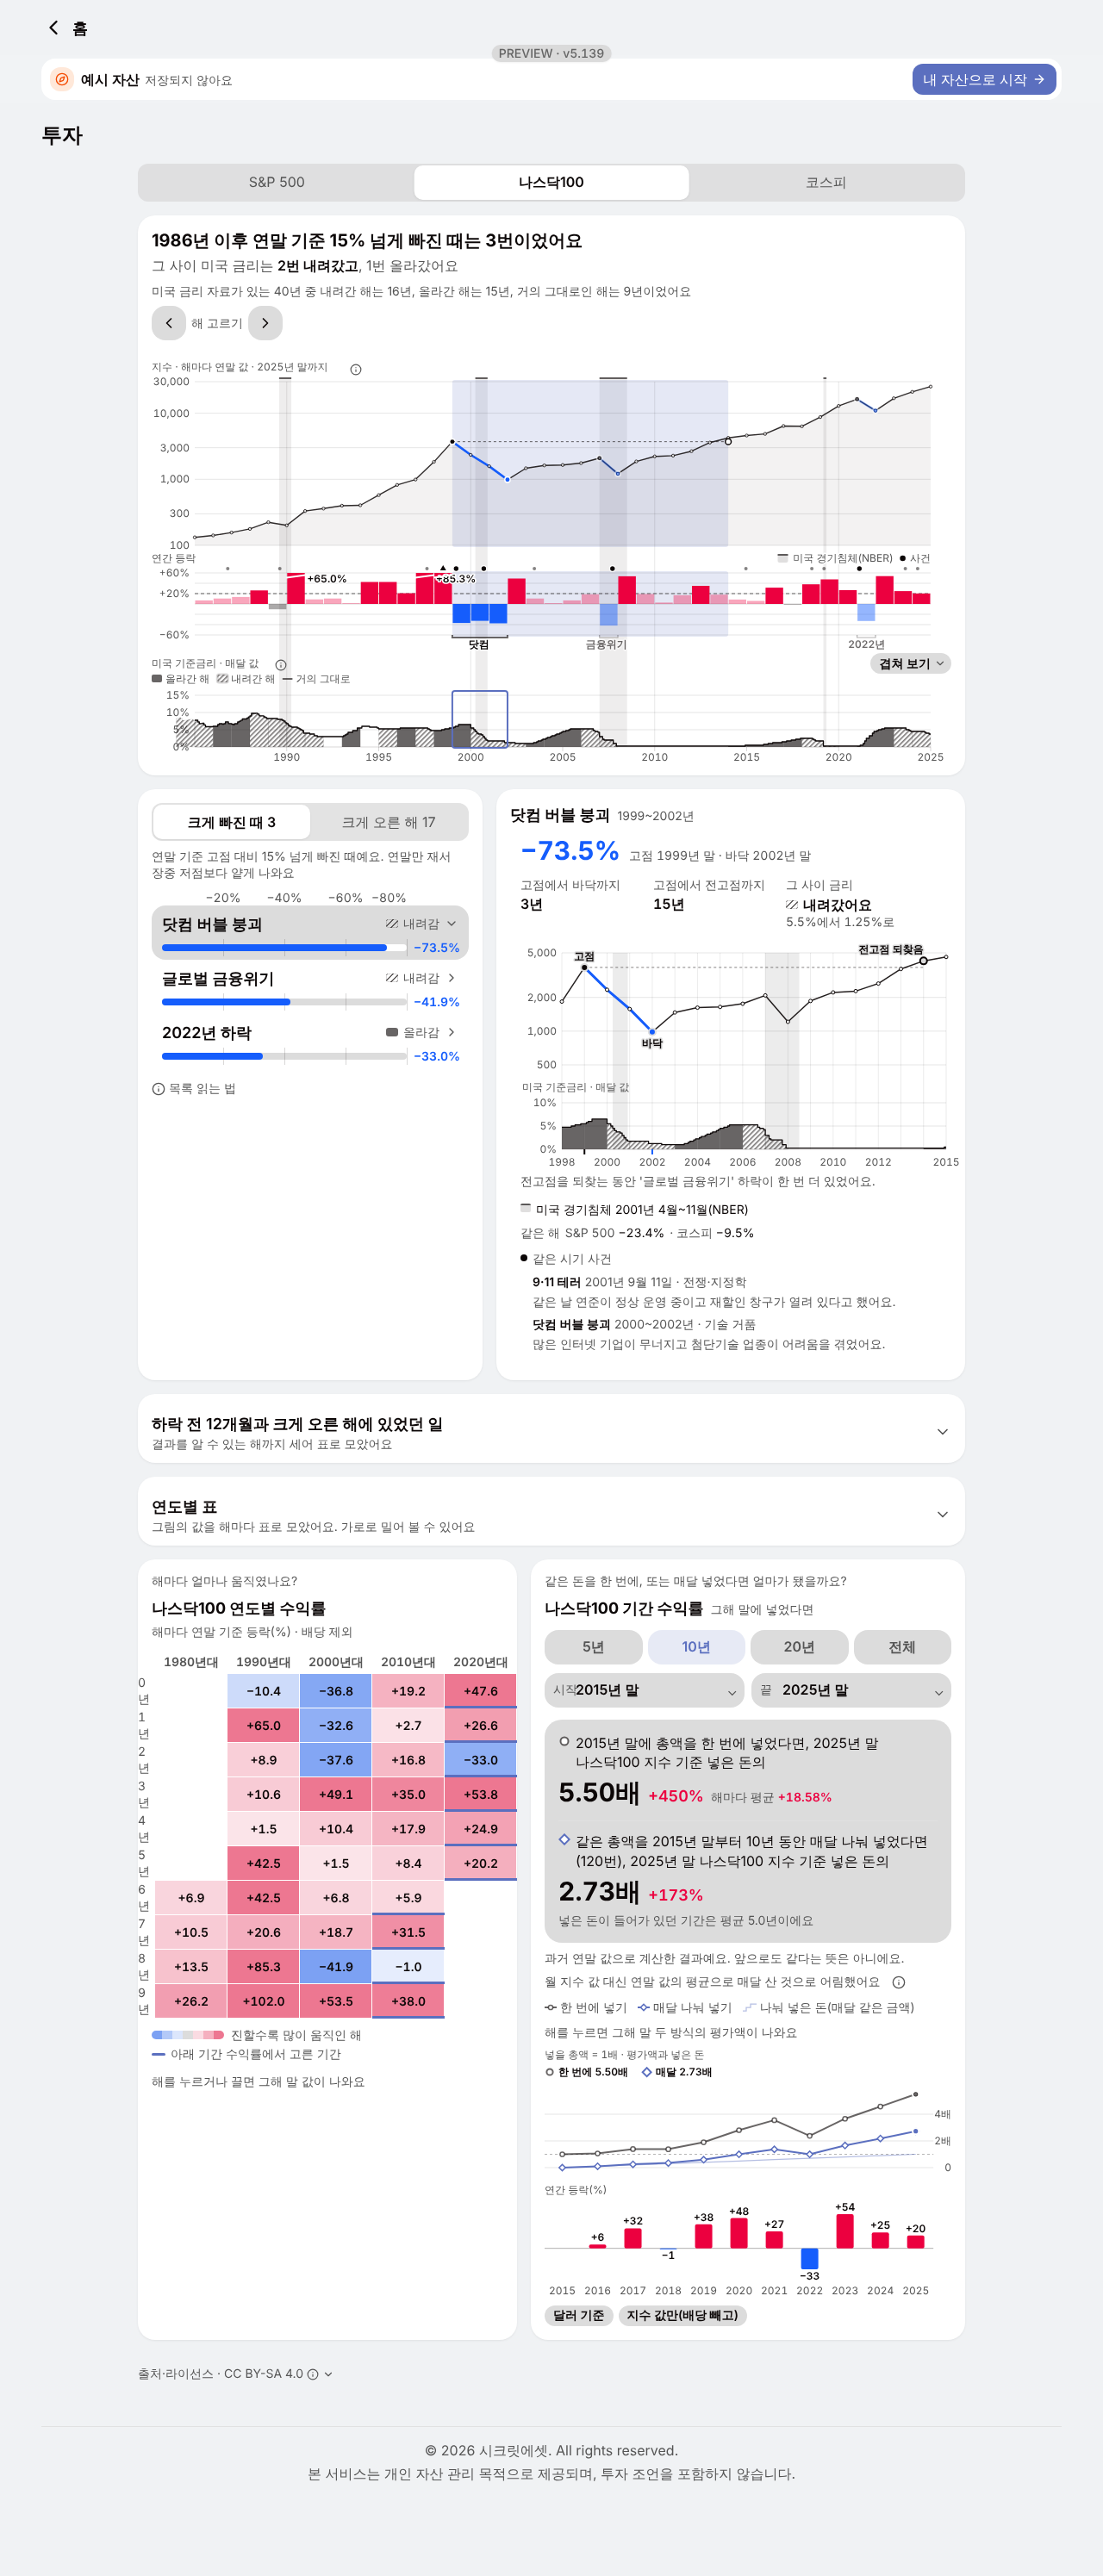 홈
PREVIEW · v5.139
예시 자산 저장되지 않아요
내 자산으로 시작
투자
S&P 500 나스닥100 코스피
1986년 이후 연말 기준 15% 넘게 빠진 때는 3번이었어요
그 사이 미국 금리는 2번 내려갔고, 1번 올라갔어요
미국 금리 자료가 있는 40년 중 내려간 해는 16년, 올라간 해는 15년, 거의 그대로인 해는 9년이었어요
해 고르기
지수 · 해마다 연말 값 · 2025년 말까지
30,000
10,000
3,000
1,000
300
100
연간 등락
미국 경기침체(NBER) 사건
+60%
+65.0% +85.3%
+20%
−60%
닷컴 금융위기 2022년
미국 기준금리 · 매달 값
겹쳐 보기
올라간 해 내려간 해 거의 그대로
15%
10%
5%
0%
1990 1995 2000 2005 2010 2015 2020 2025
크게 빠진 때 3 크게 오른 해 17
연말 기준 고점 대비 15% 넘게 빠진 때예요. 연말만 재서
장중 저점보다 얕게 나와요
−20% −40% −60% −80%
닷컴 버블 붕괴 내려감
−73.5%
글로벌 금융위기 내려감
−41.9%
2022년 하락 올라감
−33.0%
목록 읽는 법
닷컴 버블 붕괴 1999~2002년
−73.5% 고점 1999년 말 · 바닥 2002년 말
고점에서 바닥까지 고점에서 전고점까지 그 사이 금리
3년 15년 내려갔어요
5.5%에서 1.25%로
5,000
고점
전고점 되찾음
2,000
1,000
바닥
500
미국 기준금리 · 매달 값
10%
5%
0%
1998 2000 2002 2004 2006 2008 2010 2012 2015
전고점을 되찾는 동안 '글로벌 금융위기' 하락이 한 번 더 있었어요.
미국 경기침체 2001년 4월~11월(NBER)
같은 해 S&P 500 −23.4% · 코스피 −9.5%
같은 시기 사건
9·11 테러 2001년 9월 11일 · 전쟁·지정학
같은 날 연준이 정상 운영 중이고 재할인 창구가 열려 있다고 했어요.
닷컴 버블 붕괴 2000~2002년 · 기술 거품
많은 인터넷 기업이 무너지고 첨단기술 업종이 어려움을 겪었어요.
하락 전 12개월과 크게 오른 해에 있었던 일
결과를 알 수 있는 해까지 세어 표로 모았어요
연도별 표
그림의 값을 해마다 표로 모았어요. 가로로 밀어 볼 수 있어요
해마다 얼마나 움직였나요?
나스닥100 연도별 수익률
해마다 연말 기준 등락(%) · 배당 제외
1980년대 1990년대 2000년대 2010년대 2020년대
0년 −10.4 −36.8 +19.2 +47.6
1년 +65.0 −32.6 +2.7 +26.6
2년 +8.9 −37.6 +16.8 −33.0
3년 +10.6 +49.1 +35.0 +53.8
4년 +1.5 +10.4 +17.9 +24.9
5년 +42.5 +1.5 +8.4 +20.2
6년 +6.9 +42.5 +6.8 +5.9
7년 +10.5 +20.6 +18.7 +31.5
8년 +13.5 +85.3 −41.9 −1.0
9년 +26.2 +102.0 +53.5 +38.0
진할수록 많이 움직인 해
아래 기간 수익률에서 고른 기간
해를 누르거나 끌면 그해 말 값이 나와요
같은 돈을 한 번에, 또는 매달 넣었다면 얼마가 됐을까요?
나스닥100 기간 수익률 그해 말에 넣었다면
5년 10년 20년 전체
시작 2015년 말 끝 2025년 말
2015년 말에 총액을 한 번에 넣었다면, 2025년 말
나스닥100 지수 기준 넣은 돈의
5.50배 +450% 해마다 평균 +18.58%
같은 총액을 2015년 말부터 10년 동안 매달 나눠 넣었다면
(120번), 2025년 말 나스닥100 지수 기준 넣은 돈의
2.73배 +173%
넣은 돈이 들어가 있던 기간은 평균 5.0년이에요
과거 연말 값으로 계산한 결과예요. 앞으로도 같다는 뜻은 아니에요.
월 지수 값 대신 연말 값의 평균으로 매달 산 것으로 어림했어요
한 번에 넣기 매달 나눠 넣기 나눠 넣은 돈(매달 같은 금액)
해를 누르면 그해 말 두 방식의 평가액이 나와요
넣을 총액 = 1배 · 평가액과 넣은 돈
한 번에 5.50배 매달 2.73배
4배
2배
0
연간 등락(%)
+6 +32 −1 +38 +48 +27 −33 +54 +25 +20
2015 2016 2017 2018 2019 2020 2021 2022 2023 2024 2025
달러 기준 지수 값만(배당 빼고)
출처·라이선스 · CC BY-SA 4.0
© 2026 시크릿에셋. All rights reserved.
본 서비스는 개인 자산 관리 목적으로 제공되며, 투자 조언을 포함하지 않습니다.